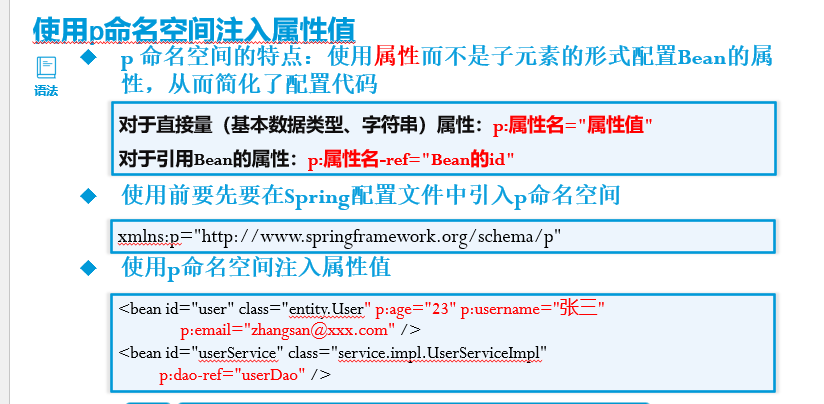 使用p命名空间注入属性值
p 命名空间的特点：使用属性而不是子元素的形式配置Bean的属
性，从而简化了配置代码
语法
对于直接量（基本数据类型、字符串）属性：p:属性名="属性值"
对于引用Bean的属性：p:属性名-ref="Bean的id"
使用前要先要在Spring配置文件中引入p命名空间
xmlns:p="http://www.springframework.org/schema/p"
使用p命名空间注入属性值
<bean id="user" class="entity.User" p:age="23" p:username="张三"
p:email="zhangsan@xxx.com" />
<bean id="userService" class="service.impl.UserServiceImpl"
p:dao-ref="userDao" />